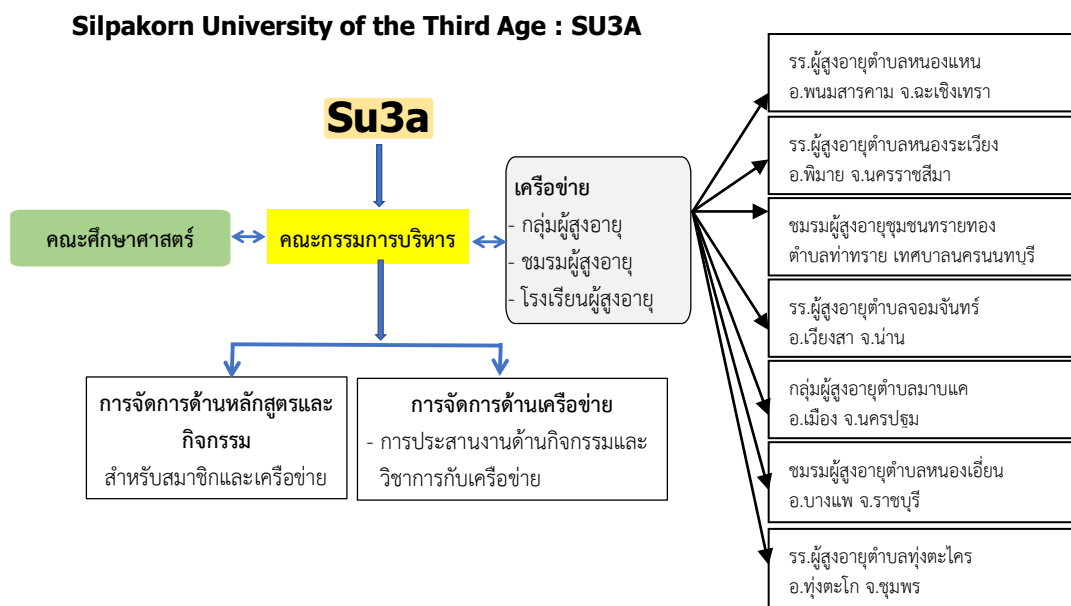 Silpakorn University of the Third Age : SU3A
Su3a
คณะศึกษาศาสตร์
คณะกรรมการบริหาร
เครือข่าย
- กลุ่มผู้สูงอายุ
- ชมรมผู้สูงอายุ
- โรงเรียนผู้สูงอายุ
การจัดการด้านหลักสูตรและ
กิจกรรม
สำหรับสมาชิกและเครือข่าย
การจัดการด้านเครือข่าย
- การประสานงานด้านกิจกรรมและ
วิชาการกับเครือข่าย
รร.ผู้สูงอายุตำบลหนองแหน
อ.พนมสารคาม จ.ฉะเชิงเทรา
รร.ผู้สูงอายุตำบลหนองระเวียง
อ.พิมาย จ.นครราชสีมา
ชมรมผู้สูงอายุชุมชนทรายทอง
ตำบลท่าทราย เทศบาลนครนนทบุรี
รร.ผู้สูงอายุตำบลจอมจันทร์
อ.เวียงสา จ.น่าน
กลุ่มผู้สูงอายุตำบลมาบแค
อ.เมือง จ.นครปฐม
ชมรมผู้สูงอายุตำบลหนองเอี่ยน
อ.บางแพ จ.ราชบุรี
รร.ผู้สูงอายุตำบลทุ่งตะไคร
อ.ทุ่งตะโก จ.ชุมพร